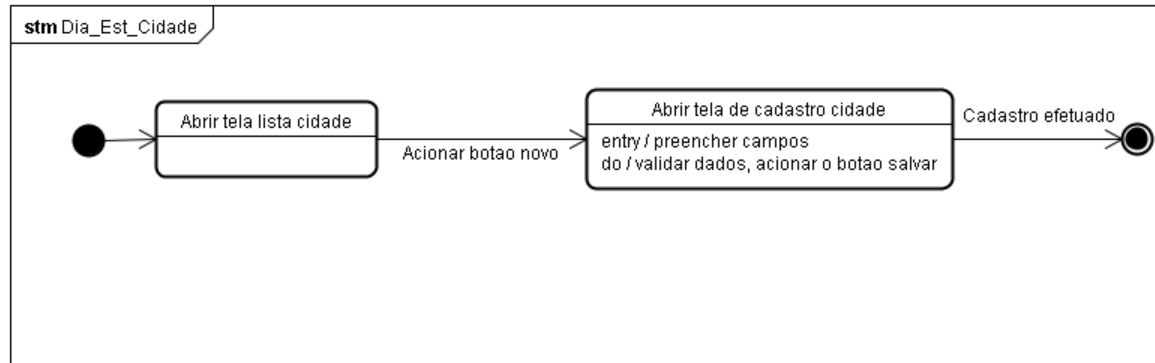 stm Dia_Est_Cidade
Abrir tela lista cidade
Acionar botao novo
Abrir tela de cadastro cidade
entry / preencher campos
do / validar dados, acionar o botao salvar
Cadastro efetuado